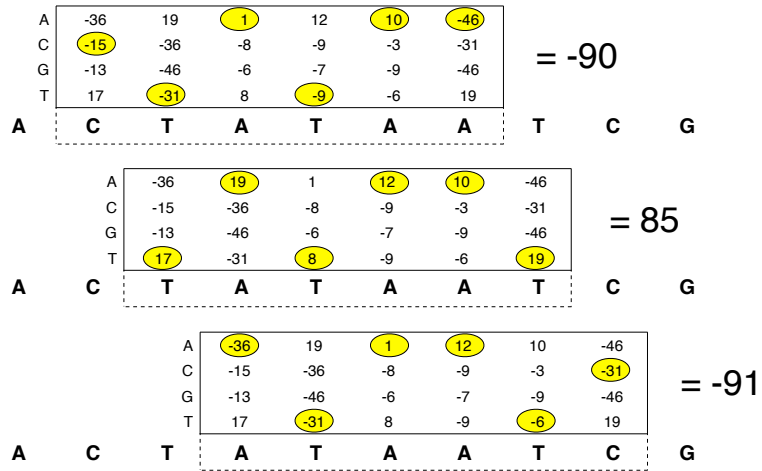 A -36 19 1 12 10 -46
C -15 -36 -8 -9 -3 -31
G -13 -46 -6 -7 -9 -46
T 17 -31 8 -9 -6 19
= -90
A C T A T A A T C G
A -36 19 1 12 10 -46
C -15 -36 -8 -9 -3 -31
G -13 -46 -6 -7 -9 -46
T 17 -31 8 -9 -6 19
= 85
A C T A T A A T C G
A -36 19 1 12 10 -46
C -15 -36 -8 -9 -3 -31
G -13 -46 -6 -7 -9 -46
T 17 -31 8 -9 -6 19
= -91
A C T A T A A T C G